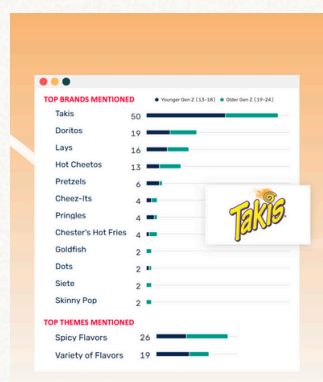 TOP BRANDS MENTIONED
Younger Gen Z (13-18) Older Gen Z (19-24)
Takis 50
Doritos 19
Lays 16
Hot Cheetos 13
Pretzels 6
Cheez-Its 4
Pringles 4
Chester's Hot Fries 4
Goldfish 2
Dots 2
Siete 2
Skinny Pop 2
Takis
TOP THEMES MENTIONED
Spicy Flavors 26
Variety of Flavors 19